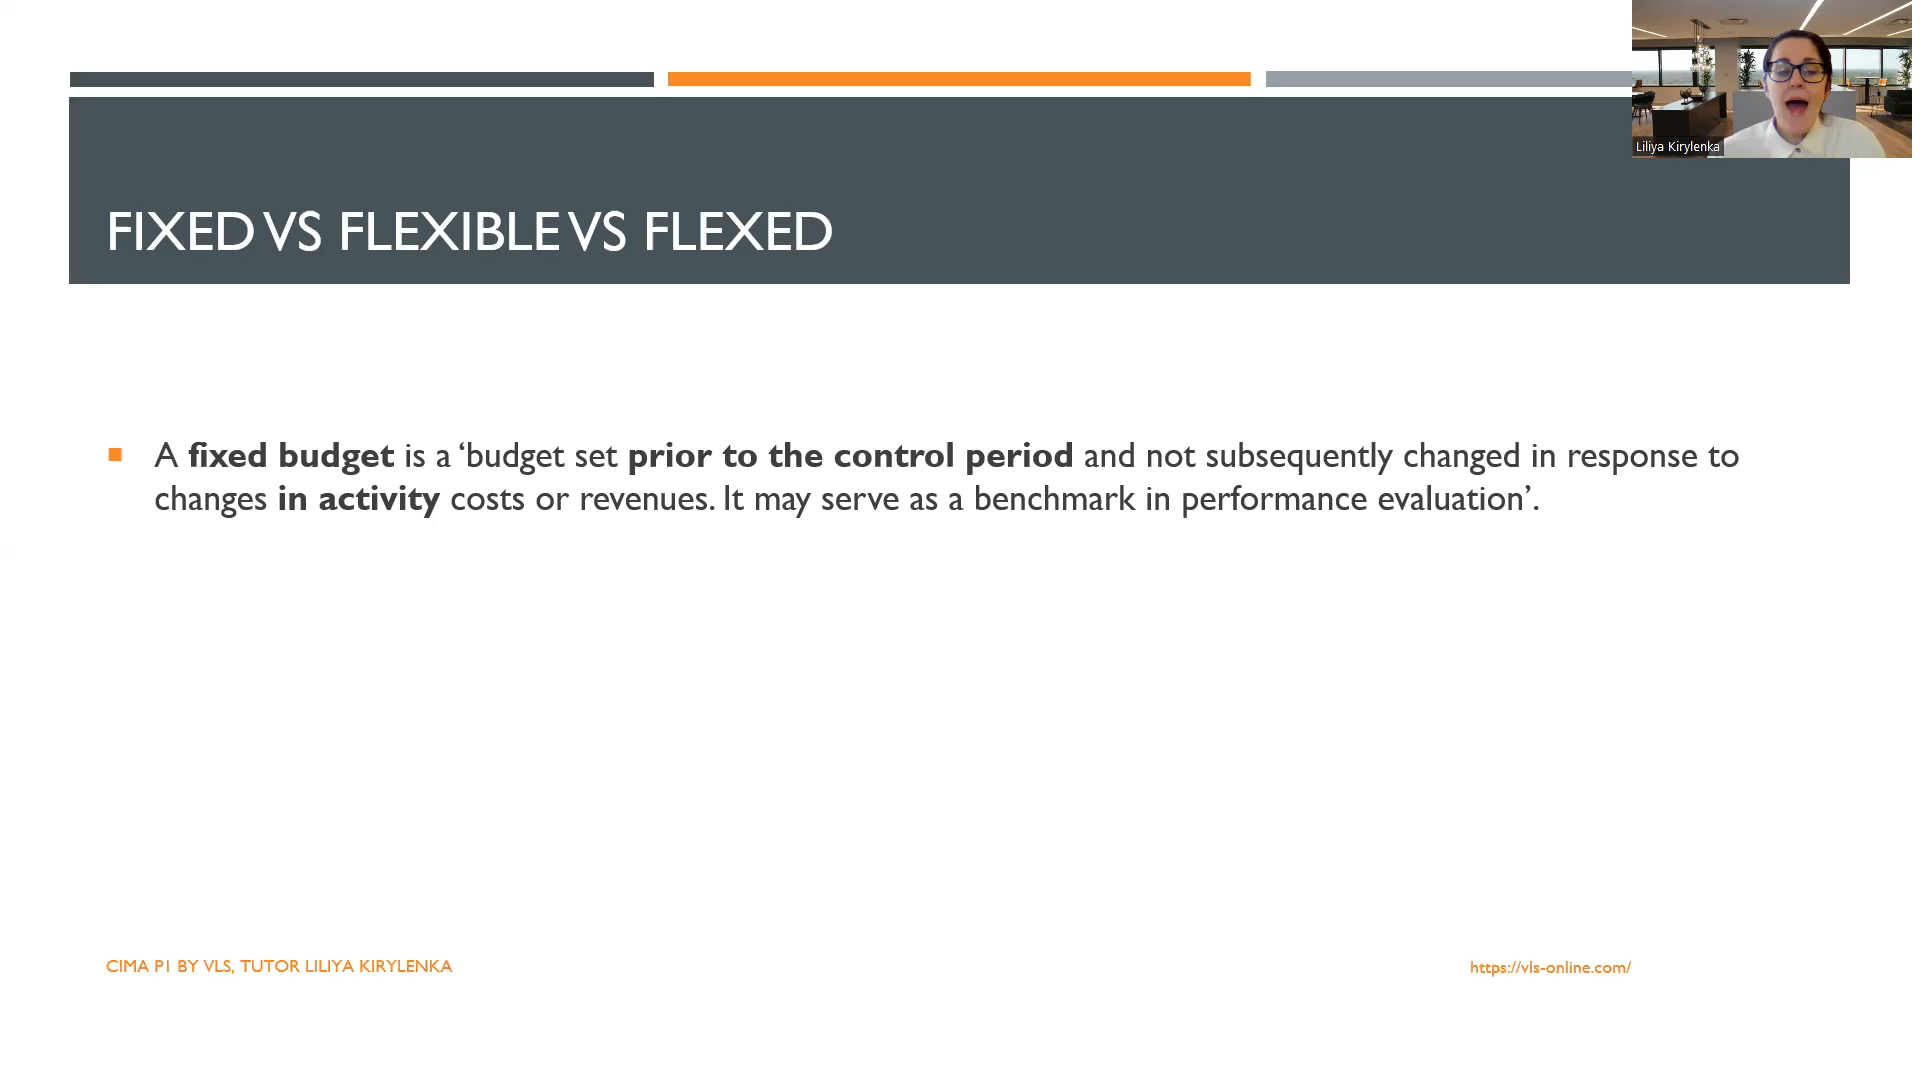 Liliya Kirylenka
FIXED VS FLEXIBLE VS FLEXED
A fixed budget is a ‘budget set prior to the control period and not subsequently changed in response to
changes in activity costs or revenues. It may serve as a benchmark in performance evaluation’.
CIMA P1 BY VLS, TUTOR LILIYA KIRYLENKA
https://vls-online.com/